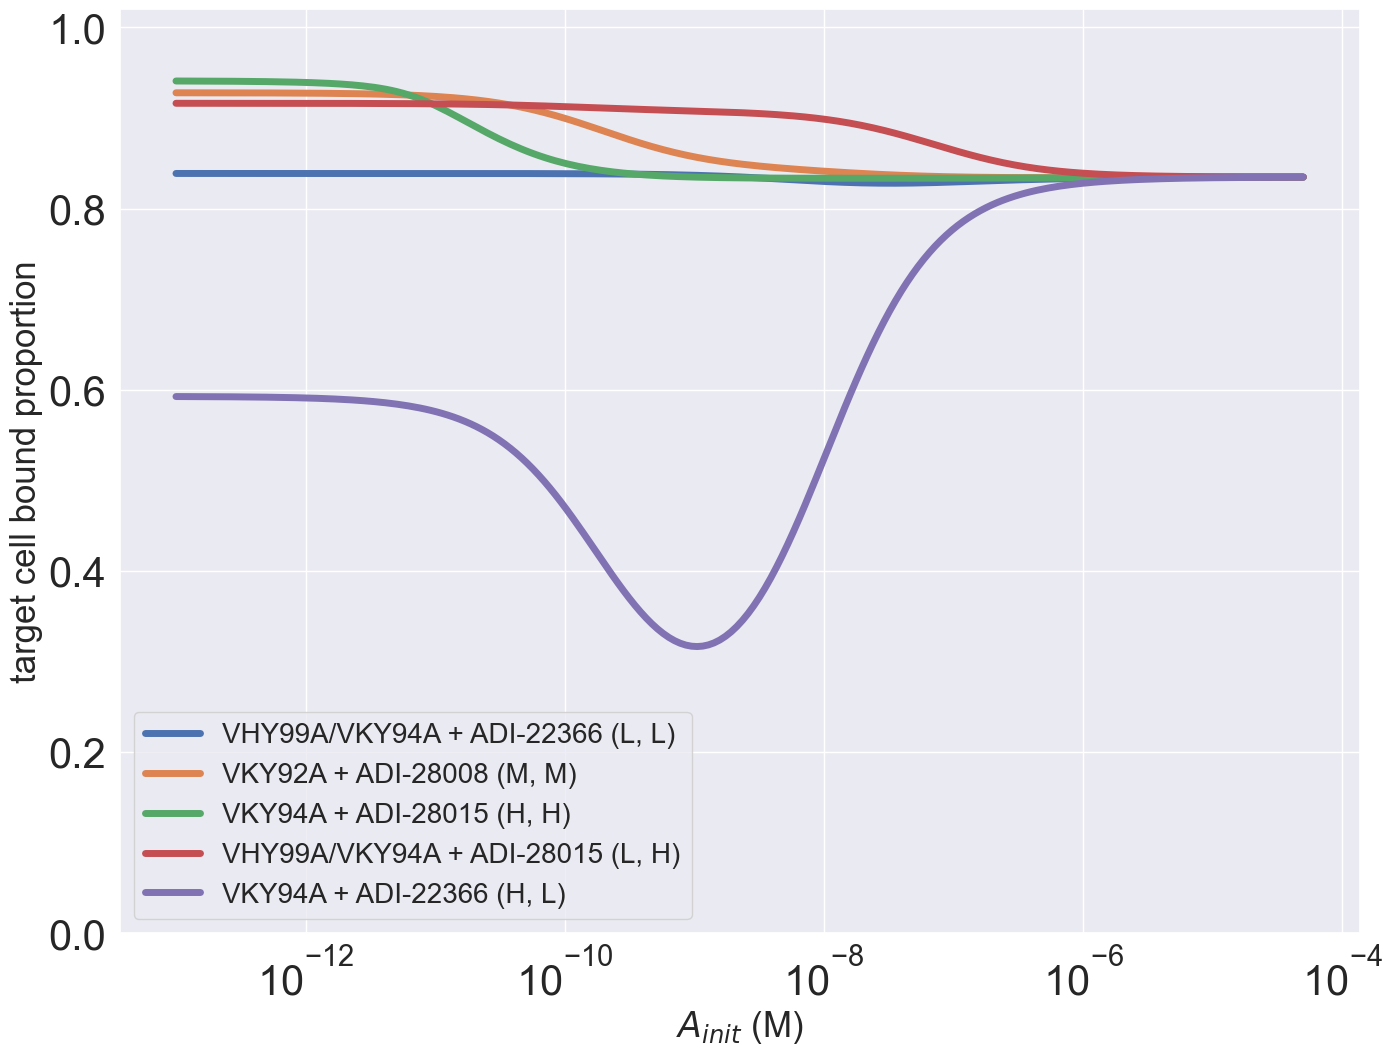 1.0
0.8
0.6
0.4
0.2
0.0
target cell bound proportion
VHY99A/VKY94A + ADI-22366 (L, L)
VKY92A + ADI-28008 (M, M)
VKY94A + ADI-28015 (H, H)
VHY99A/VKY94A + ADI-28015 (L, H)
VKY94A + ADI-22366 (H, L)
10⁻¹² 10⁻¹⁰ 10⁻⁸ 10⁻⁶ 10⁻⁴
A_init (M)